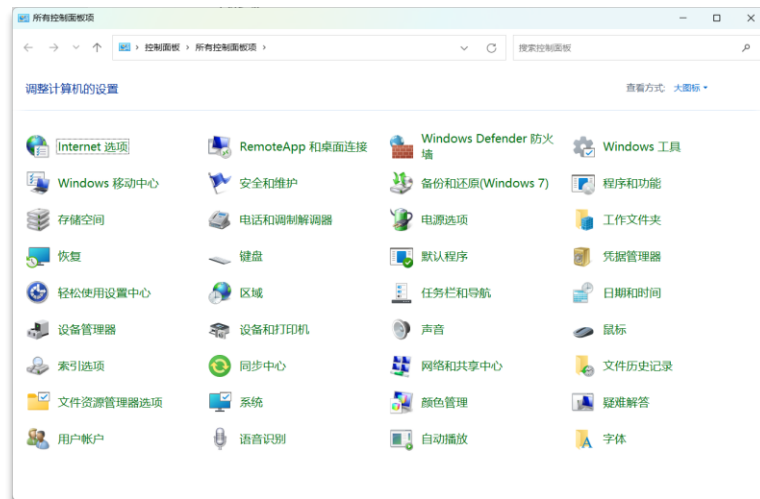 所有控制面板项
控制面板 › 所有控制面板项 ›
搜索控制面板
调整计算机的设置
查看方式: 大图标
Internet 选项
RemoteApp 和桌面连接
Windows Defender 防火
墙
Windows 工具
Windows 移动中心
安全和维护
备份和还原(Windows 7)
程序和功能
存储空间
电话和调制解调器
电源选项
工作文件夹
恢复
键盘
默认程序
凭据管理器
轻松使用设置中心
区域
任务栏和导航
日期和时间
设备管理器
设备和打印机
声音
鼠标
索引选项
同步中心
网络和共享中心
文件历史记录
文件资源管理器选项
系统
颜色管理
疑难解答
用户帐户
语音识别
自动播放
字体